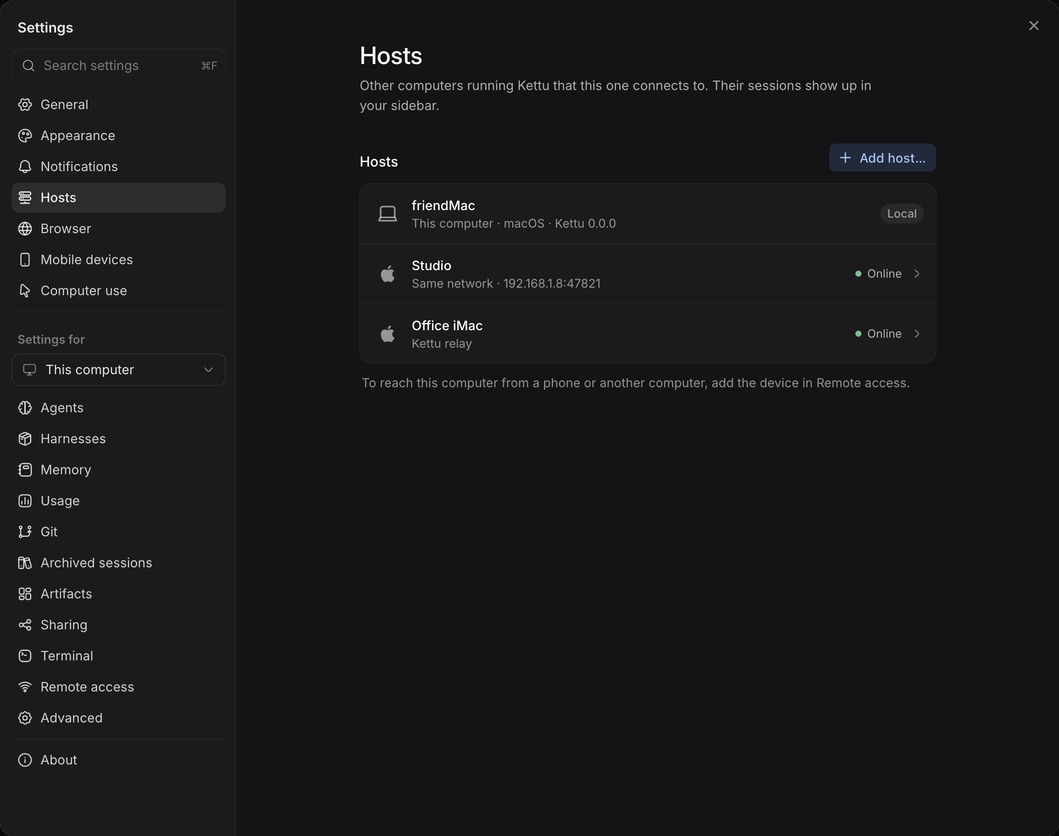 Settings
Search settings ⌘F
General
Appearance
Notifications
Hosts
Browser
Mobile devices
Computer use
Settings for
This computer
Agents
Harnesses
Memory
Usage
Git
Archived sessions
Artifacts
Sharing
Terminal
Remote access
Advanced
About
Hosts
Other computers running Kettu that this one connects to. Their sessions show up in
your sidebar.
Hosts
+ Add host...
friendMac
This computer · macOS · Kettu 0.0.0
Local
Studio
Same network · 192.168.1.8:47821
Online
Office iMac
Kettu relay
Online
To reach this computer from a phone or another computer, add the device in Remote access.